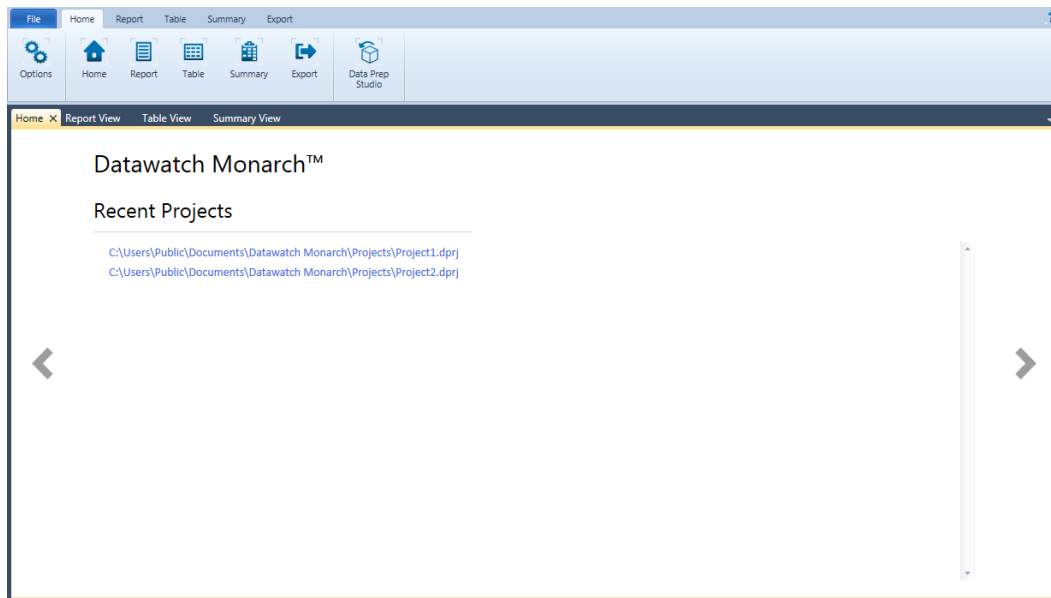 File Home Report Table Summary Export
Options Home Report Table Summary Export Data Prep
Studio
Home X Report View Table View Summary View
Datawatch Monarch™
Recent Projects
C:\Users\Public\Documents\Datawatch Monarch\Projects\Project1.dprj
C:\Users\Public\Documents\Datawatch Monarch\Projects\Project2.dprj